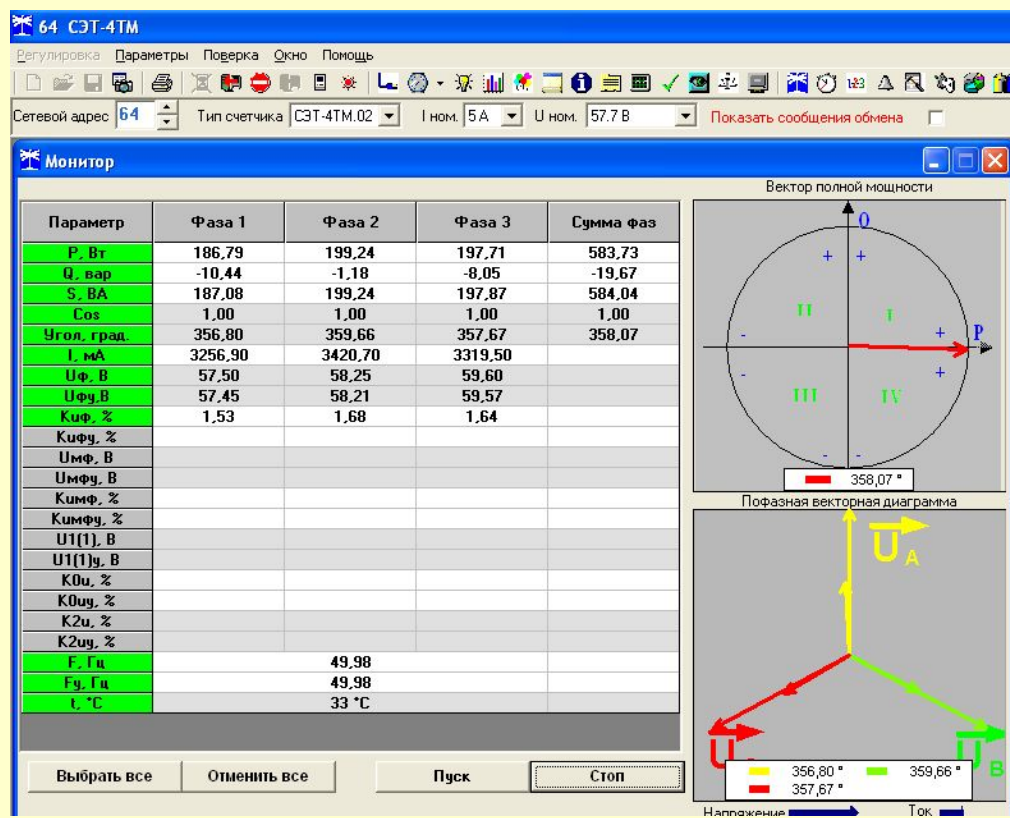 64 СЭТ-4ТМ
Регулировка Параметры Поверка Окно Помощь
Сетевой адрес 64 Тип счетчика СЭТ-4ТМ.02 I ном. 5 А U ном. 57.7 В Показать сообщения обмена
Монитор
Вектор полной мощности
Параметр Фаза 1 Фаза 2 Фаза 3 Сумма фаз
P, Вт 186,79 199,24 197,71 583,73
Q, вар -10,44 -1,18 -8,05 -19,67
S, ВА 187,08 199,24 197,87 584,04
Cos 1,00 1,00 1,00 1,00
Угол, град. 356,80 359,66 357,67 358,07
I, мА 3256,90 3420,70 3319,50
Uф, В 57,50 58,25 59,60
Uфу,В 57,45 58,21 59,57
Kuф, % 1,53 1,68 1,64
Kuфу, %
Uмф, В
Uмфу, В
Kuмф, %
Kuмфу, %
U1(1), В
U1(1)у, В
K0u, %
K0uy, %
K2u, %
K2uy, %
F, Гц 49,98
Fy, Гц 49,98
t, °C 33 °C
Выбрать все Отменить все Пуск Стоп
Q
+ +
II I
- + P
- +
III IV
- -
358,07 °
Пофазная векторная диаграмма
U A
U
U B
356,80 ° 359,66 °
357,67 °
Напряжение Ток